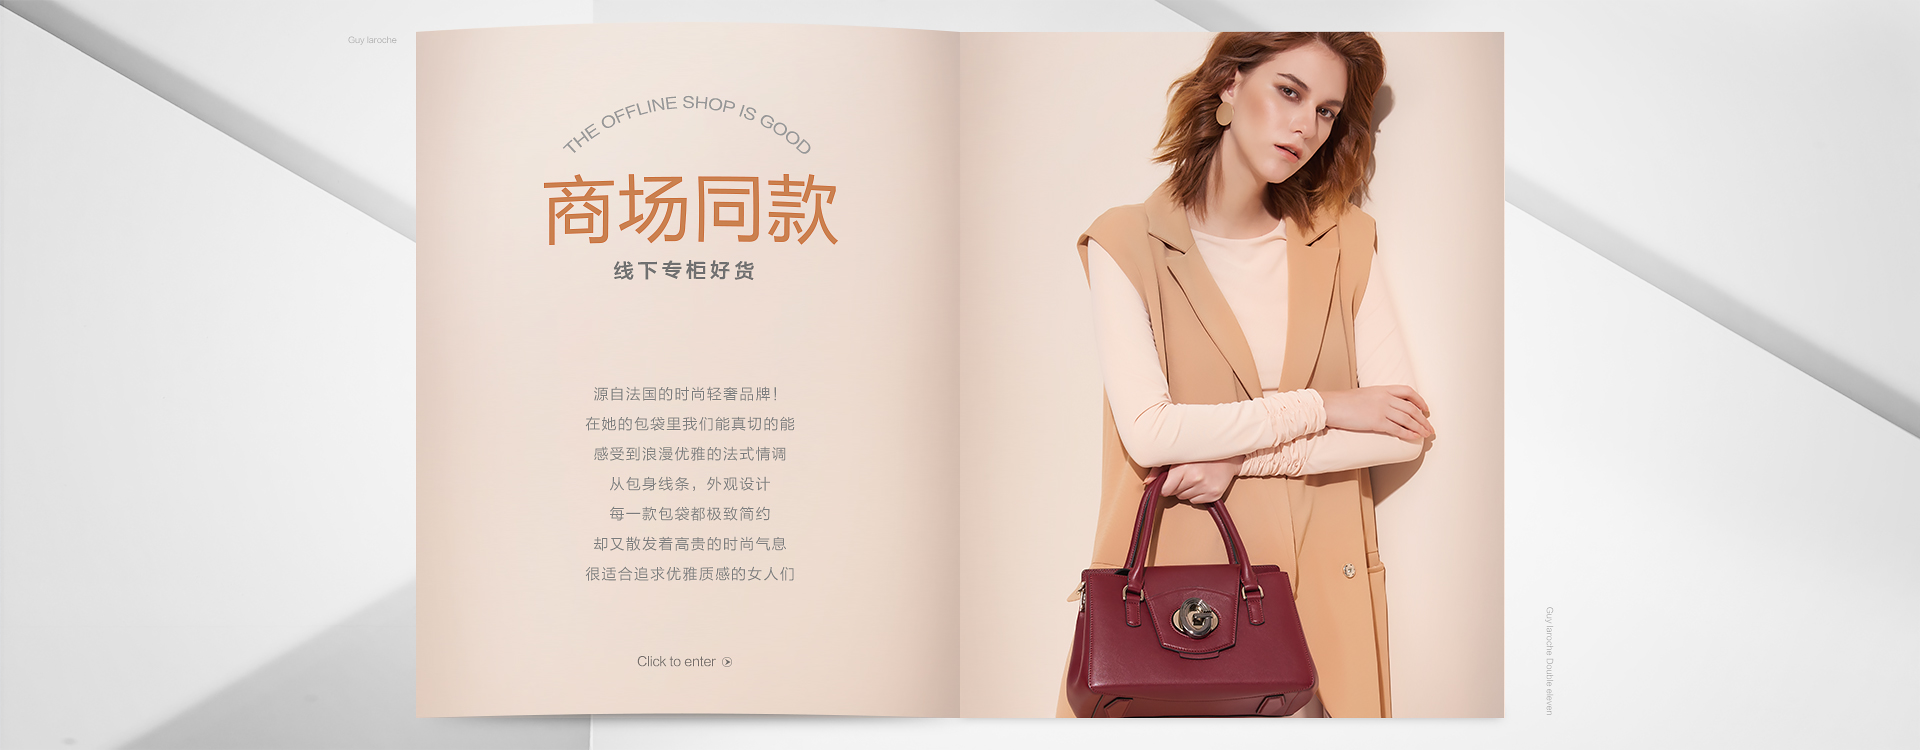 Guy laroche
THE OFFLINE SHOP IS GOOD
商场同款
线下专柜好货
源自法国的时尚轻奢品牌！
在她的包袋里我们能真切的能
感受到浪漫优雅的法式情调
从包身线条，外观设计
每一款包袋都极致简约
却又散发着高贵的时尚气息
很适合追求优雅质感的女人们
Click to enter
G
Guy laroche Double eleven